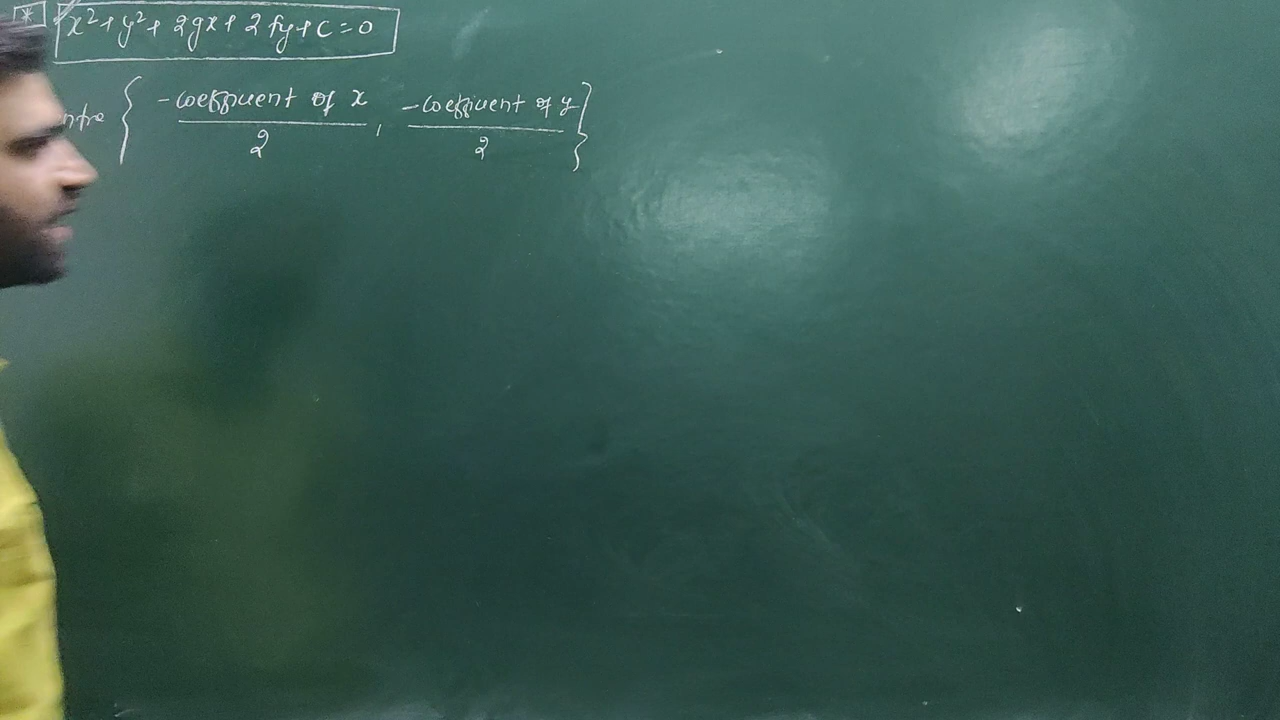 * x² + y² + 2gx + 2fy + c = 0
ntre { -coefficient of x / 2 , -coefficient of y / 2 }